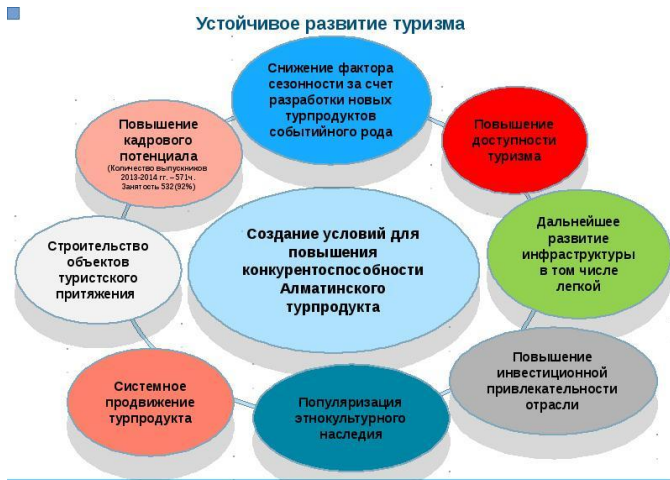 Устойчивое развитие туризма
Снижение фактора
сезонности за счет
разработки новых
турпродуктов
событийного рода
Повышение
доступности
туризма
Дальнейшее
развитие
инфраструктуры
в том числе
легкой
Повышение
инвестиционной
привлекательности
отрасли
Популяризация
этнокультурного
наследия
Системное
продвижение
турпродукта
Строительство
объектов
туристского
притяжения
Повышение
кадрового
потенциала
(Количество выпускников
2013-2014 гг. – 571ч.
Занятость 532 (92%)
Создание условий для
повышения
конкурентоспособности
Алматинского
турпродукта